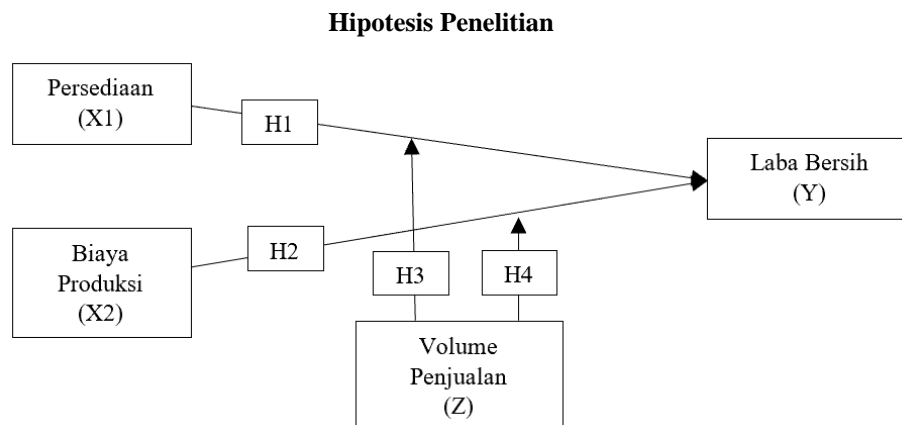 Hipotesis Penelitian
Persediaan
(X1)
H1
Laba Bersih
(Y)
Biaya
Produksi
(X2)
H2
H3
H4
Volume
Penjualan
(Z)